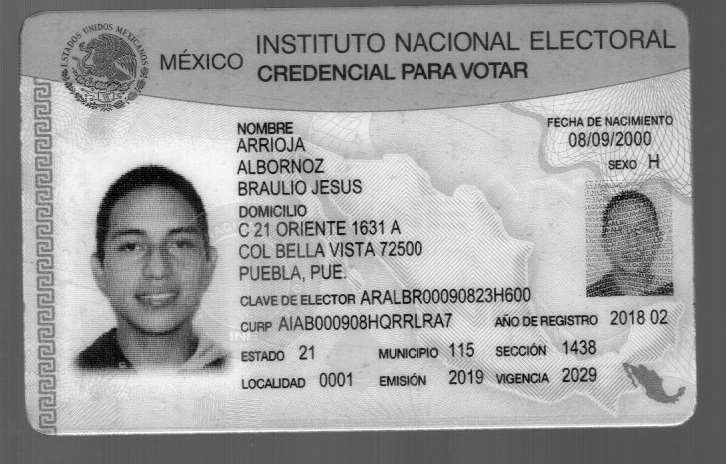 ESTADOS UNIDOS MEXICANOS
MÉXICO INSTITUTO NACIONAL ELECTORAL
CREDENCIAL PARA VOTAR
NOMBRE
ARRIOJA
ALBORNOZ
BRAULIO JESUS
FECHA DE NACIMIENTO
08/09/2000
SEXO H
DOMICILIO
C 21 ORIENTE 1631 A
COL BELLA VISTA 72500
PUEBLA, PUE.
CLAVE DE ELECTOR ARALBR00090823H600
CURP AIAB000908HQRRLRA7 AÑO DE REGISTRO 2018 02
ESTADO 21 MUNICIPIO 115 SECCIÓN 1438
LOCALIDAD 0001 EMISIÓN 2019 VIGENCIA 2029